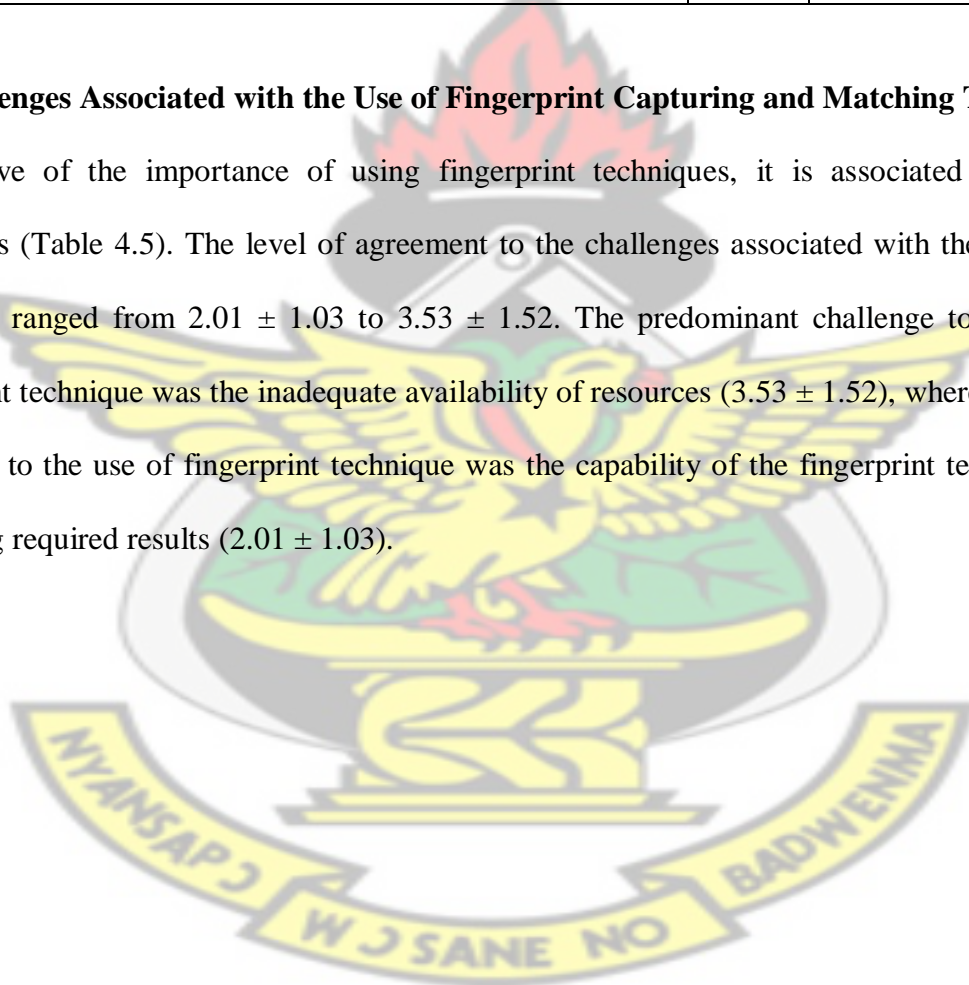 enges Associated with the Use of Fingerprint Capturing and Matching T
ve of the importance of using fingerprint techniques, it is associated
s (Table 4.5). The level of agreement to the challenges associated with the
ranged from 2.01 ± 1.03 to 3.53 ± 1.52. The predominant challenge to
nt technique was the inadequate availability of resources (3.53 ± 1.52), where
to the use of fingerprint technique was the capability of the fingerprint te
g required results (2.01 ± 1.03).
NYANSAPƆ WƆSANE NO BADWENMA